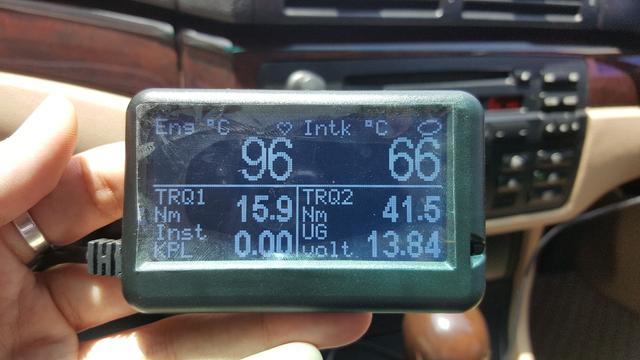 Eng °C Intk °C
96 66
TRQ1 TRQ2
Nm 15.9 Nm 41.5
Inst UG
KPL 0.00 volt 13.84